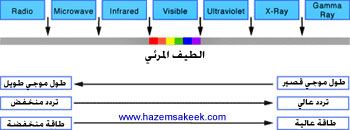 Radio Microwave Infrared Visible Ultraviolet X-Ray Gamma Ray
الطيف المرئي
طول موجي قصير طول موجي طويل
تردد عالي تردد منخفض
طاقة عالية طاقة منخفضة
www.hazemsakeek.com